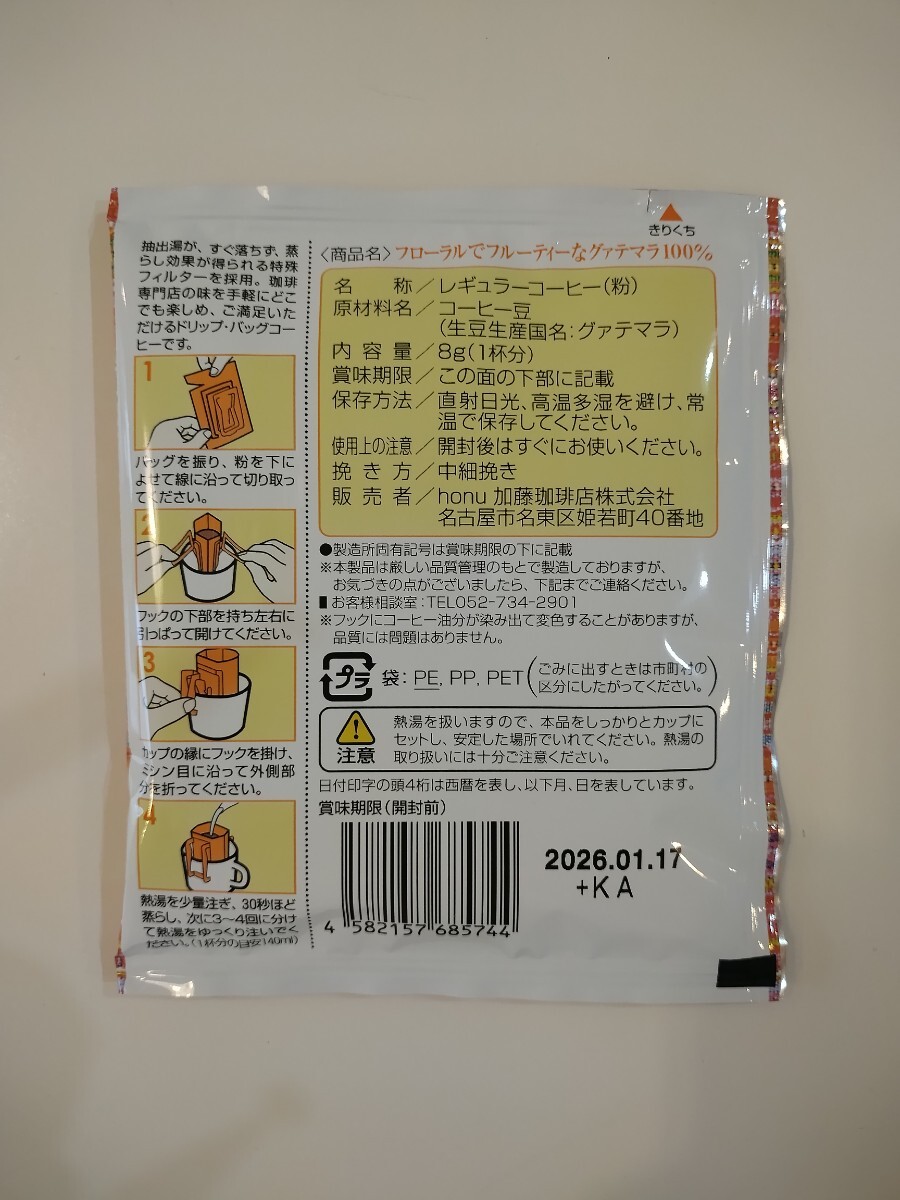 きりくち
抽出湯が、すぐ落ちず、蒸
らし効果が得られる特殊
フィルターを採用。珈琲
専門店の味を手軽にどこ
でも楽しめ、ご満足いた
だけるドリップ・バッグコー
ヒーです。
1
バッグを振り、粉を下に
よせて線に沿って切り取っ
てください。
2
フックの下部を持ち左右に
引っぱって開けてください。
3
カップの縁にフックを掛け、
ミシン目に沿って外側部
分を折ってください。
4
熱湯を少量注ぎ、30秒ほど
蒸らし、次に3〜4回に分け
て熱湯をゆっくり注いでく
ださい。(1杯分の目安140ml)
〈商品名〉フローラルでフルーティーなグァテマラ100%
名称/レギュラーコーヒー(粉)
原材料名/コーヒー豆
(生豆生産国名:グァテマラ)
内容量/8g(1杯分)
賞味期限/この面の下部に記載
保存方法/直射日光、高温多湿を避け、常
温で保存してください。
使用上の注意/開封後はすぐにお使いください。
挽き方/中細挽き
販売者/honu 加藤珈琲店株式会社
名古屋市名東区姫若町40番地
●製造所固有記号は賞味期限の下に記載
※本製品は厳しい品質管理のもとで製造しておりますが、
お気づきの点がございましたら、下記までご連絡ください。
■お客様相談室:TEL052-734-2901
※フックにコーヒー油分が染み出て変色することがありますが、
品質には問題はありません。
プラ 袋:PE, PP, PET(ごみに出すときは市町村の
区分にしたがってください。)
注意
熱湯を扱いますので、本品をしっかりとカップに
セットし、安定した場所でいれてください。熱湯の
取り扱いには十分ご注意ください。
日付印字の頭4桁は西暦を表し、以下月、日を表しています。
賞味期限(開封前)
2026.01.17
+KA
4 582157 685744